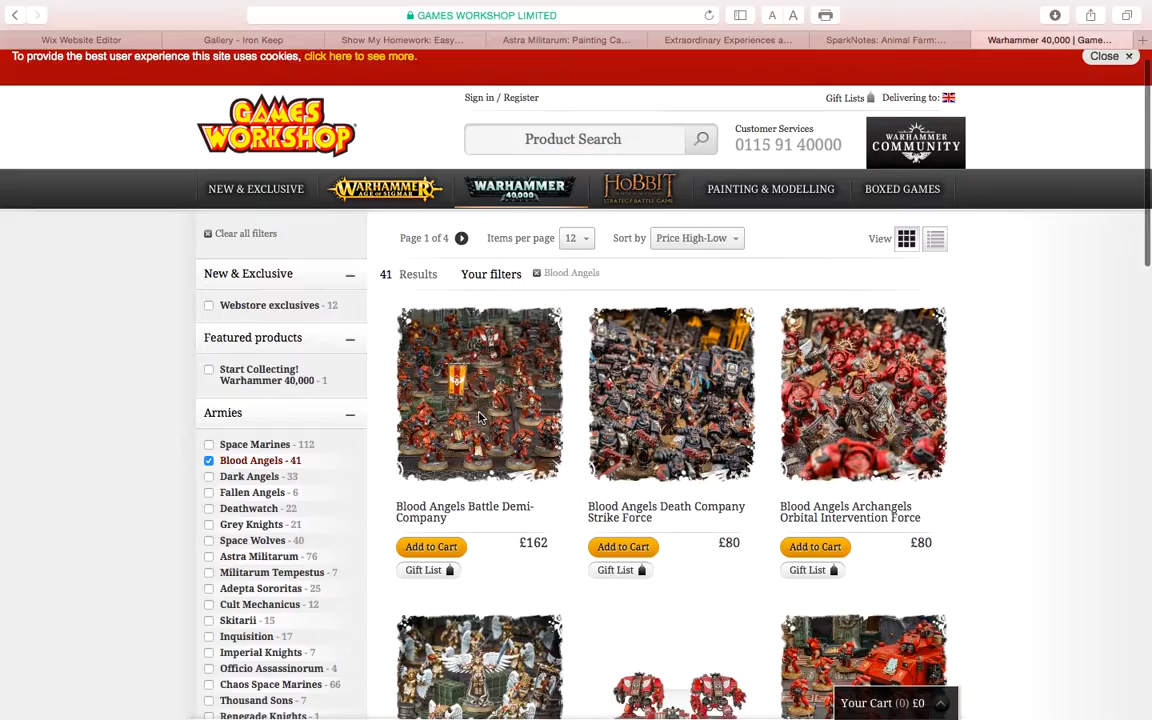 GAMES WORKSHOP LIMITED
A A
Wix Website Editor
Gallery - Iron Keep
Show My Homework: Easy...
Astra Militarum: Painting Ca...
Extraordinary Experiences a...
SparkNotes: Animal Farm:...
Warhammer 40,000 | Game...
To provide the best user experience this site uses cookies, click here to see more.
Close
GAMES WORKSHOP
Sign in / Register
Gift Lists
Delivering to:
Product Search
Customer Services
0115 91 40000
WARHAMMER
COMMUNITY
NEW & EXCLUSIVE
WARHAMMER
AGE OF SIGMAR
WARHAMMER
40,000
THE HOBBIT
STRATEGY BATTLE GAME
PAINTING & MODELLING
BOXED GAMES
Clear all filters
Page 1 of 4
Items per page
12
Sort by
Price High-Low
View
41 Results
Your filters
Blood Angels
New & Exclusive
Webstore exclusives - 12
Featured products
Start Collecting!
Warhammer 40,000 - 1
Armies
Space Marines - 112
Blood Angels - 41
Dark Angels - 33
Fallen Angels - 6
Deathwatch - 22
Grey Knights - 21
Space Wolves - 40
Astra Militarum - 76
Militarum Tempestus - 7
Adepta Sororitas - 25
Cult Mechanicus - 12
Skitarii - 15
Inquisition - 17
Imperial Knights - 7
Officio Assassinorum - 4
Chaos Space Marines - 66
Thousand Sons - 7
Renegade Knights - 1
Blood Angels Battle Demi-
Company
Add to Cart
£162
Gift List
Blood Angels Death Company
Strike Force
Add to Cart
£80
Gift List
Blood Angels Archangels
Orbital Intervention Force
Add to Cart
£80
Gift List
Your Cart (0) £0